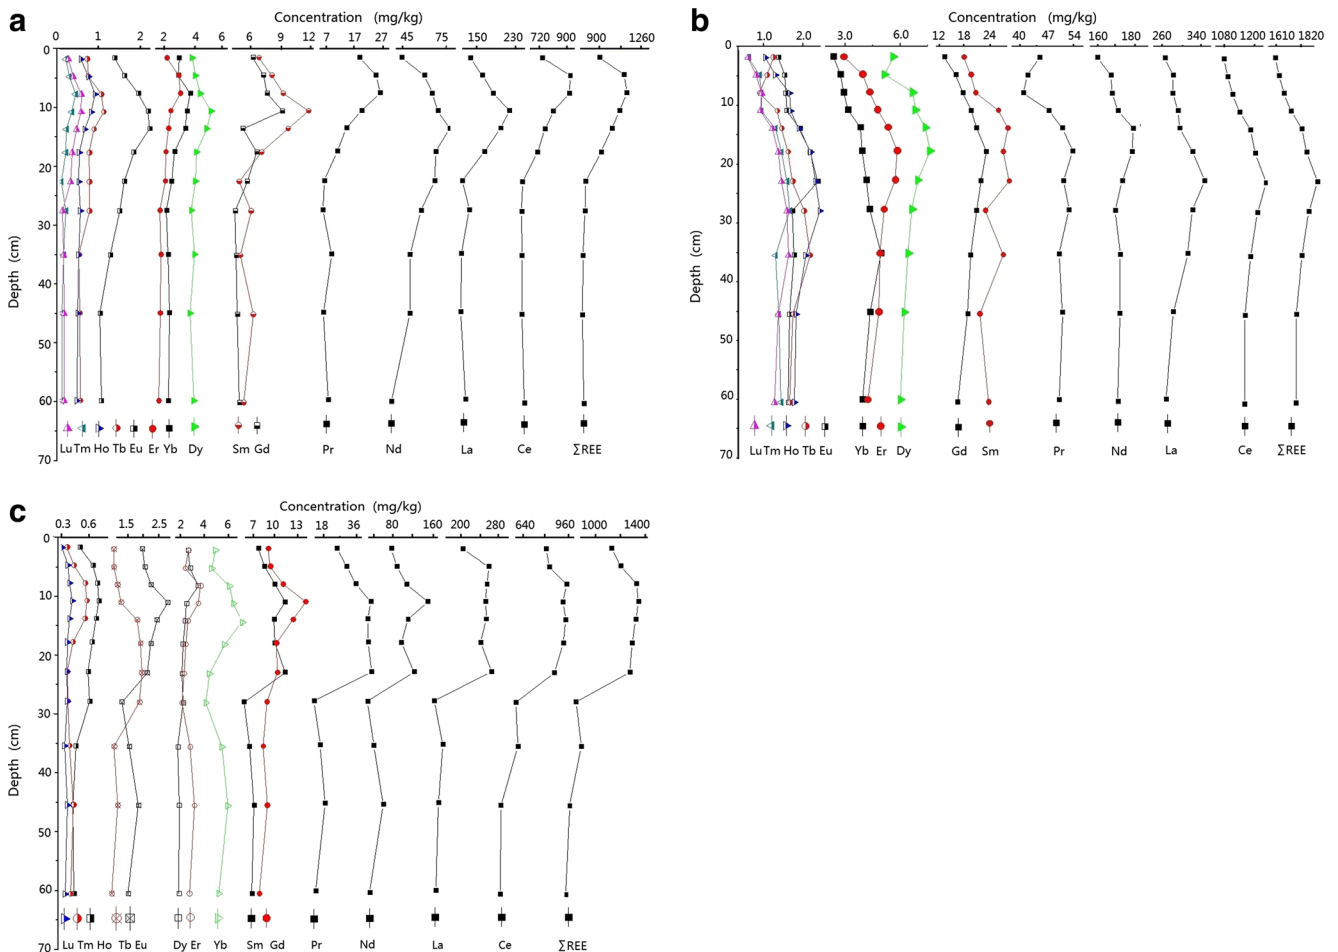 a
Concentration (mg/kg)
0 1 2 2 4 6 6 9 12 7 17 27 45 75 150 230 720 900 900 1260
0
10
20
30
40
50
60
70
Depth (cm)
Lu Tm Ho Tb Eu Er Yb Dy Sm Gd Pr Nd La Ce ∑REE
b
Concentration (mg/kg)
1.0 2.0 3.0 6.0 12 18 24 40 47 54 160 180 260 340 1080 1200 1610 1820
0
10
20
30
40
50
60
70
Depth (cm)
Lu Tm Ho Tb Eu Yb Er Dy Gd Sm Pr Nd La Ce ∑REE
c
Concentration (mg/kg)
0.3 0.6 1.5 2.5 2 4 6 7 10 13 18 36 80 160 200 280 640 960 1000 1400
0
10
20
30
40
50
60
70
Depth (cm)
Lu Tm Ho Tb Eu Dy Er Yb Sm Gd Pr Nd La Ce ∑REE